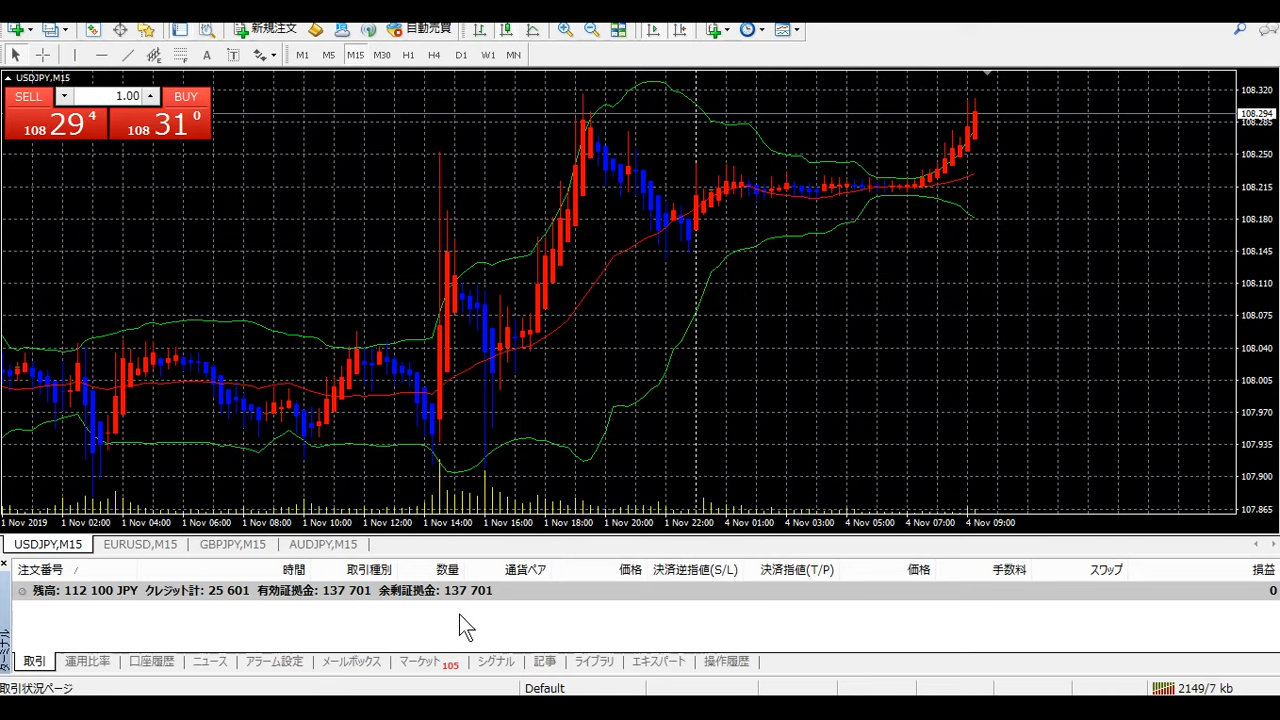 新規注文 自動売買
M1 M5 M15 M30 H1 H4 D1 W1 MN
USDJPY,M15
SELL 1.00 BUY
108 29 4 108 31 0
108.320
108.294
108.285
108.250
108.215
108.180
108.145
108.110
108.075
108.040
108.005
107.970
107.935
107.900
107.865
1 Nov 2019 1 Nov 02:00 1 Nov 04:00 1 Nov 06:00 1 Nov 08:00 1 Nov 10:00 1 Nov 12:00 1 Nov 14:00 1 Nov 16:00 1 Nov 18:00 1 Nov 20:00 1 Nov 22:00 4 Nov 01:00 4 Nov 03:00 4 Nov 05:00 4 Nov 07:00 4 Nov 09:00
USDJPY,M15 EURUSD,M15 GBPJPY,M15 AUDJPY,M15
注文番号 / 時間 取引種別 数量 通貨ペア 価格 決済逆指値(S/L) 決済指値(T/P) 価格 手数料 スワップ 損益
残高: 112 100 JPY クレジット計: 25 601 有効証拠金: 137 701 余剰証拠金: 137 701 0
ターミナル
取引 運用比率 口座履歴 ニュース アラーム設定 メールボックス マーケット 105 シグナル 記事 ライブラリ エキスパート 操作履歴
取引状況ページ Default 2149/7 kb